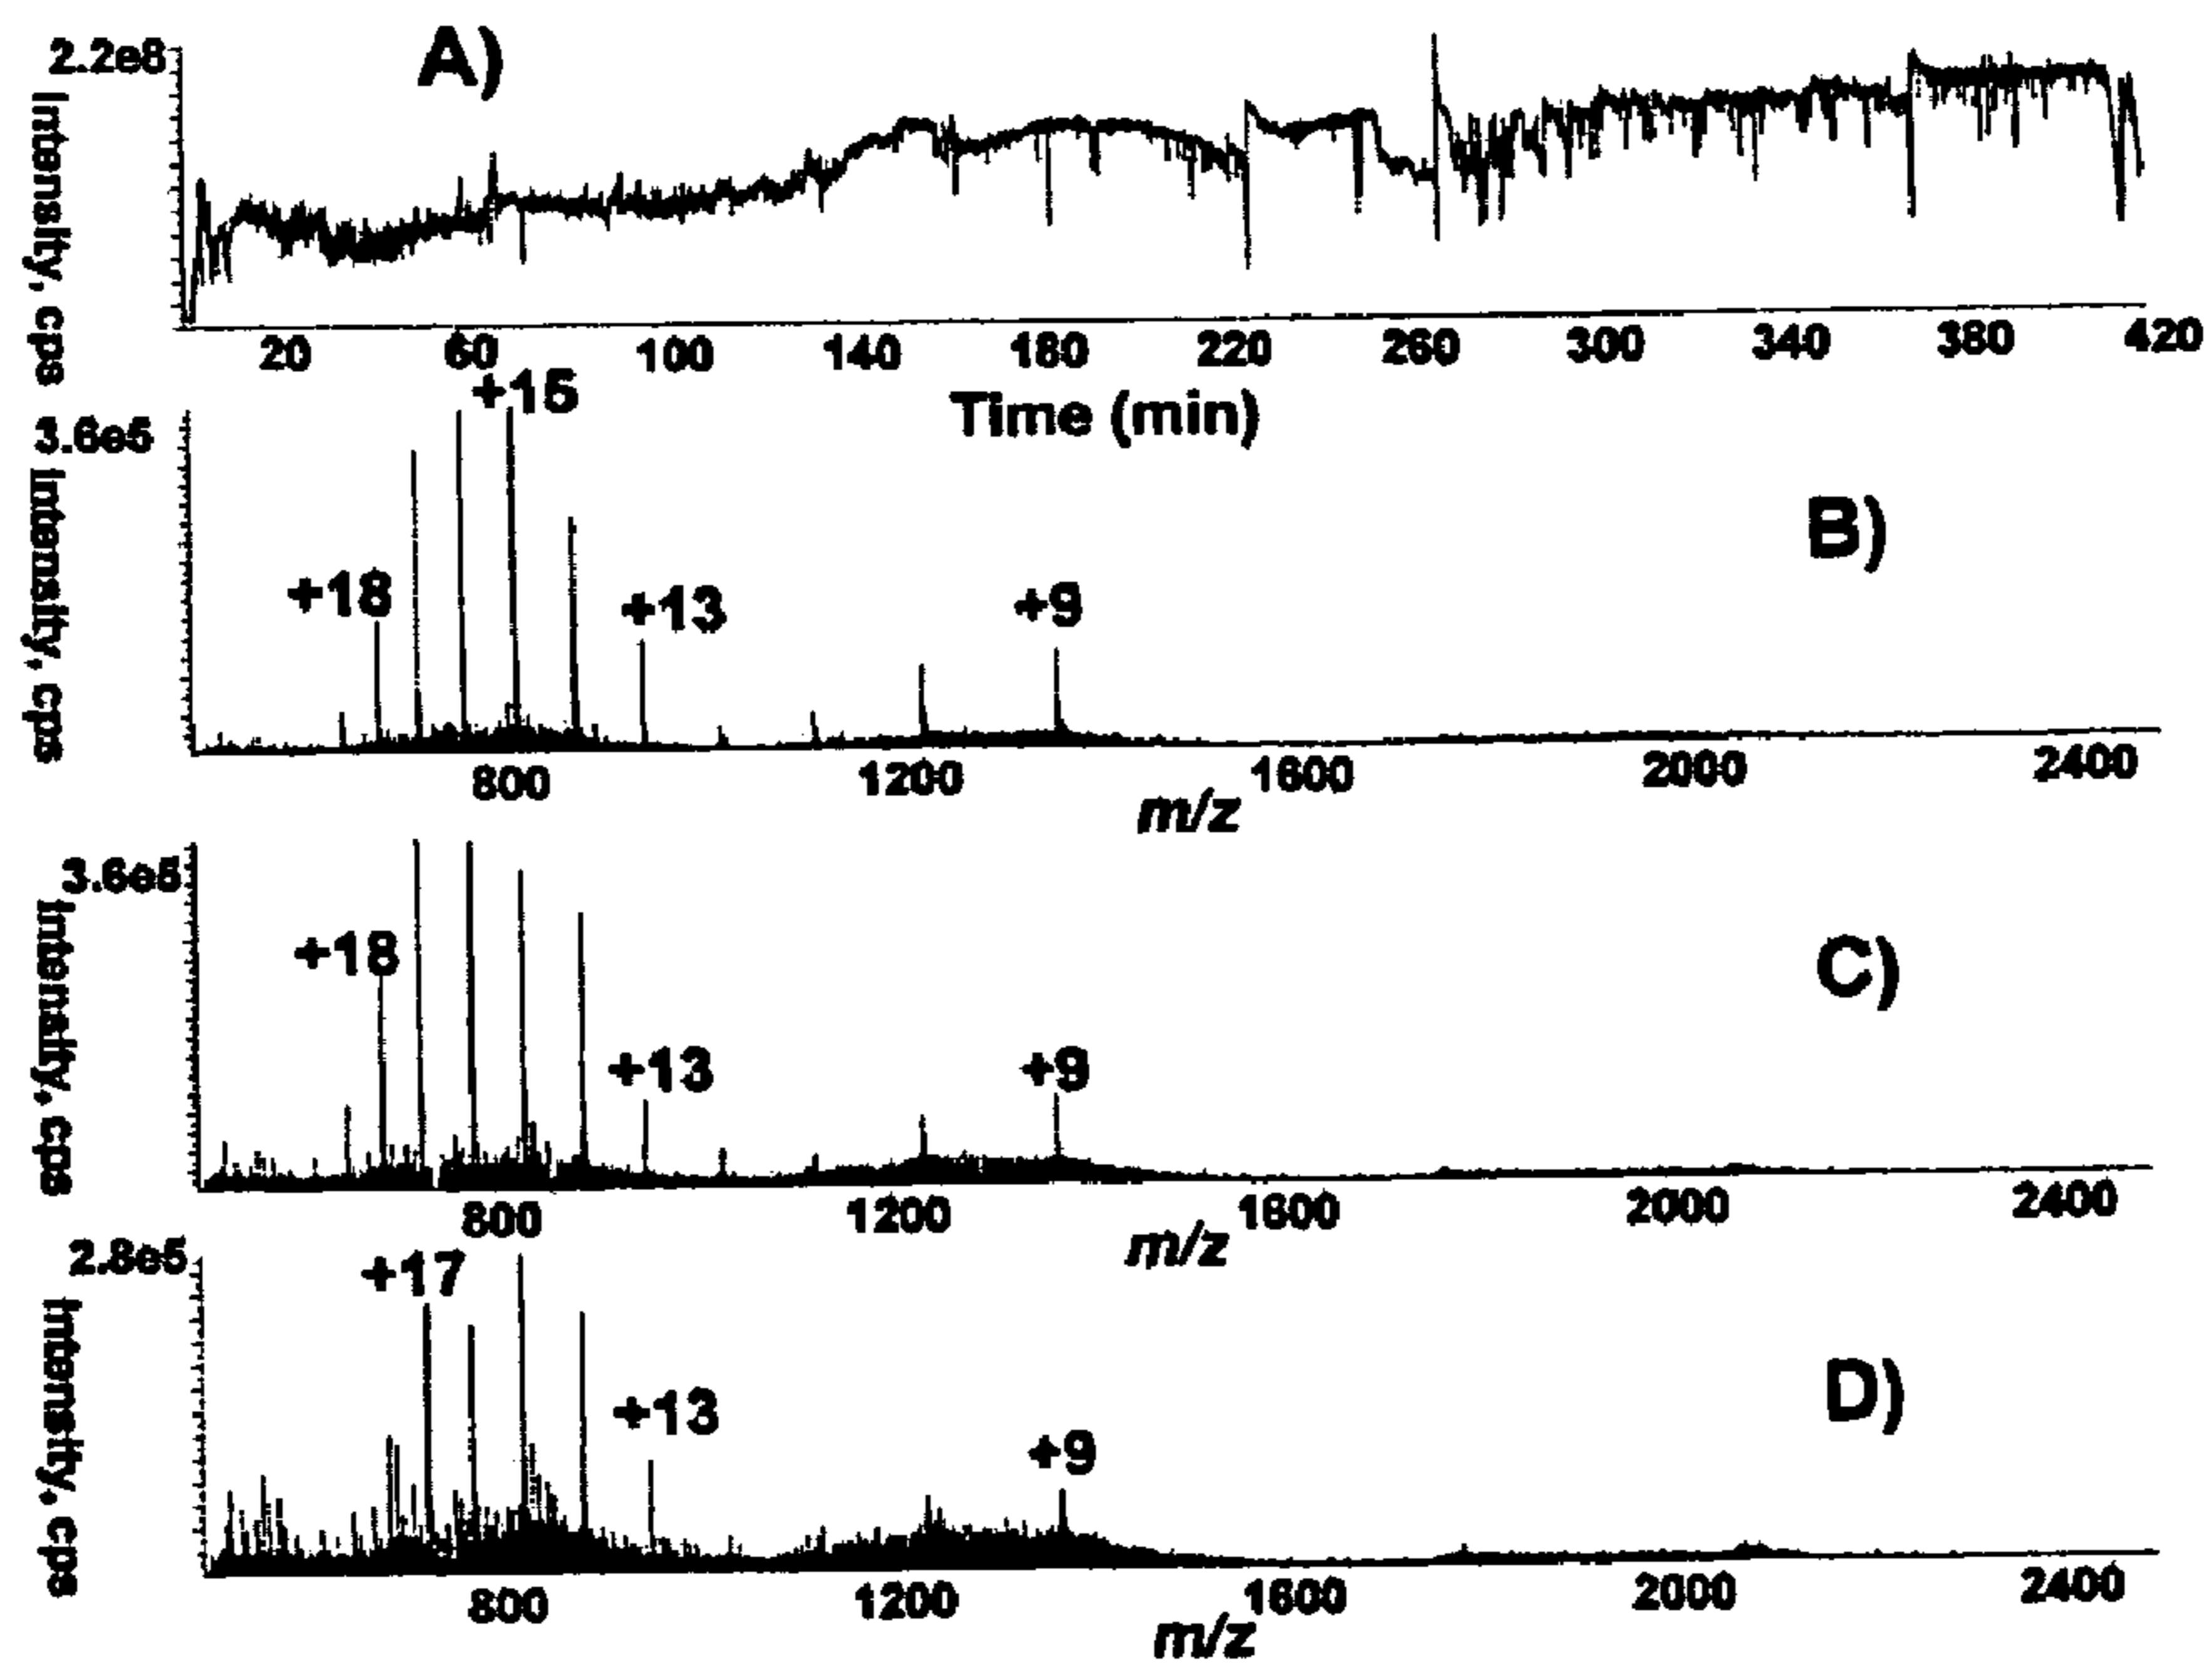 A)
2.2e8
Intensity, cps
20 60 100 140 180 220 260 300 340 380 420
Time (min)
+15
3.6e5
Intensity, cps
B)
+18
+13
+9
800 1200 1600 2000 2400
m/z
3.6e5
Intensity, cps
C)
+18
+13
+9
800 1200 1600 2000 2400
m/z
2.8e5
Intensity, cps
+17
D)
+13
+9
800 1200 1600 2000 2400
m/z